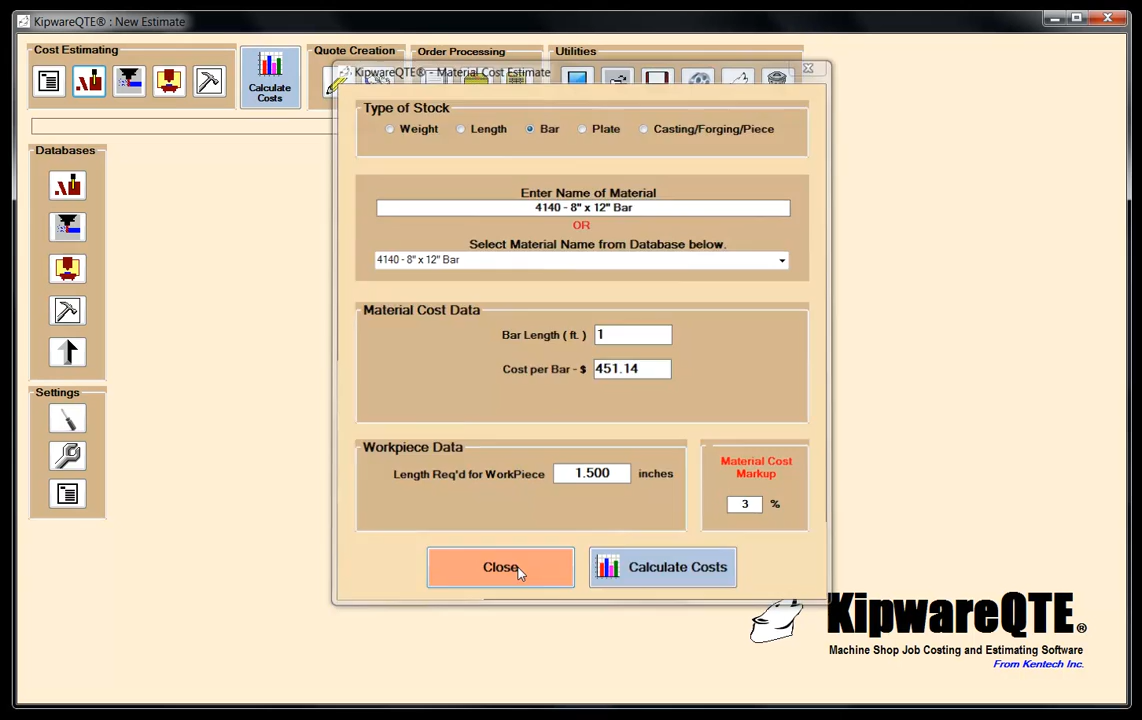 KipwareQTE® : New Estimate
Cost Estimating
Calculate
Costs
Quote Creation
Order Processing
Utilities
KipwareQTE® - Material Cost Estimate
Type of Stock
Weight
Length
Bar
Plate
Casting/Forging/Piece
Databases
Enter Name of Material
4140 - 8" x 12" Bar
OR
Select Material Name from Database below.
4140 - 8" x 12" Bar
Material Cost Data
Bar Length ( ft. )
1
Cost per Bar - $
451.14
Settings
Workpiece Data
Length Req'd for WorkPiece
1.500
inches
Material Cost
Markup
3
%
Close
Calculate Costs
KipwareQTE®
Machine Shop Job Costing and Estimating Software
From Kentech Inc.